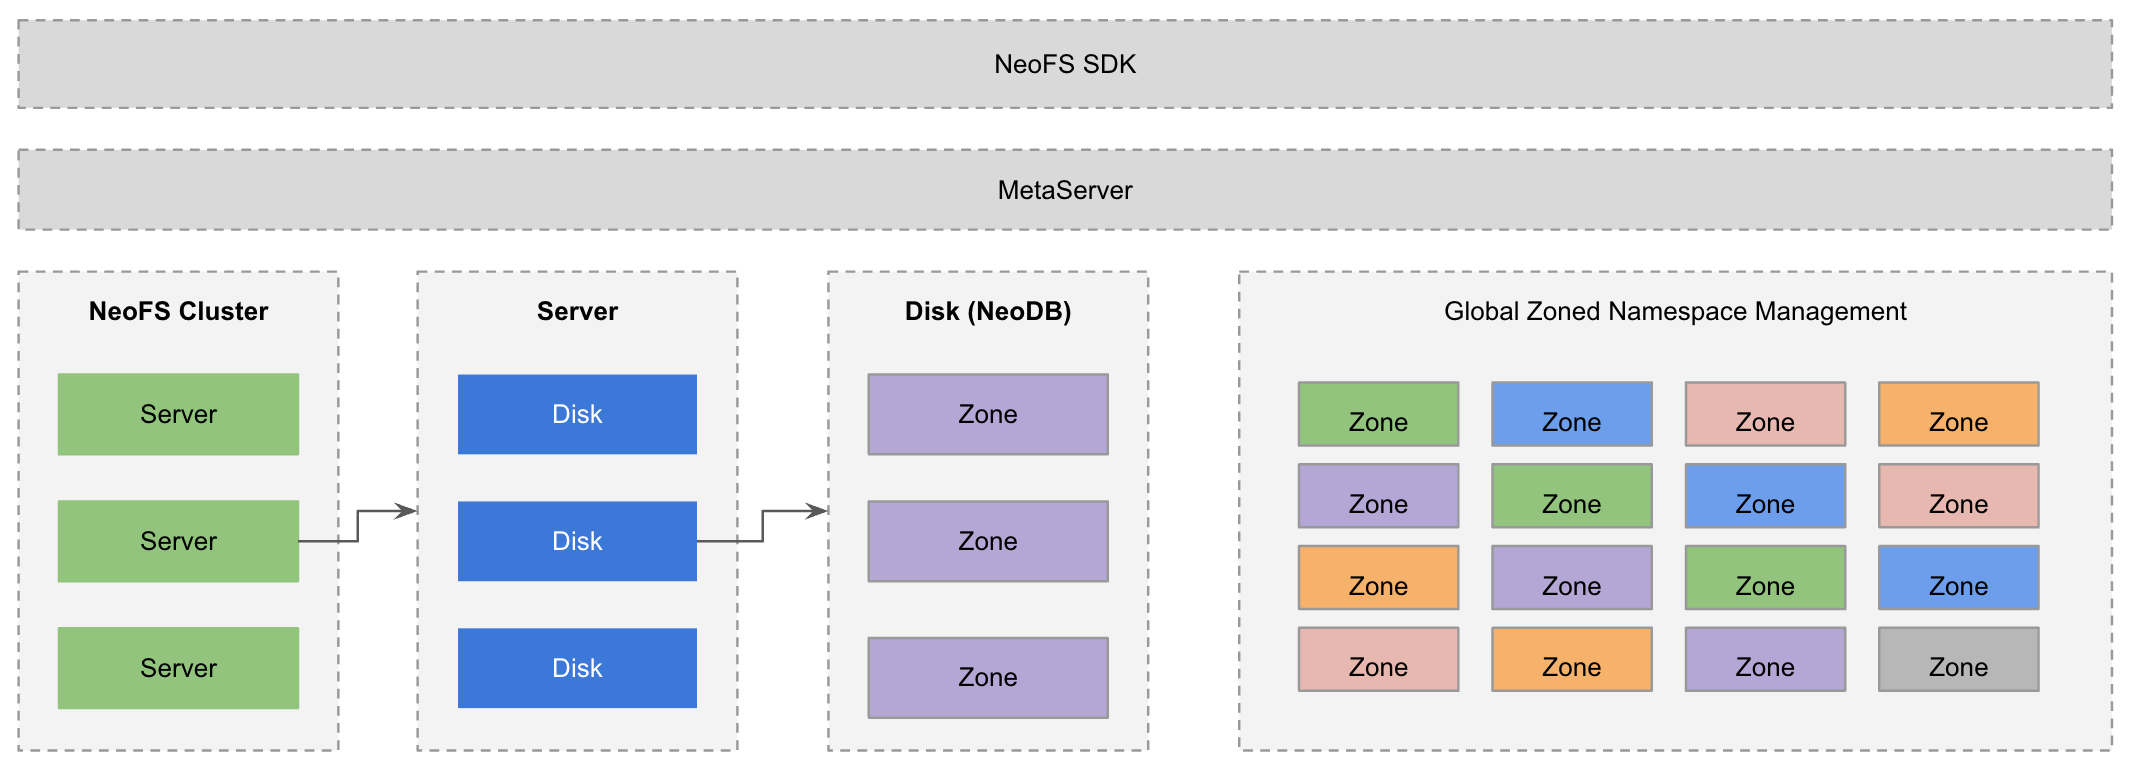 NeoFS SDK
MetaServer
NeoFS Cluster
Server
Server
Server
Server
Disk
Disk
Disk
Disk (NeoDB)
Zone
Zone
Zone
Global Zoned Namespace Management
Zone Zone Zone Zone
Zone Zone Zone Zone
Zone Zone Zone Zone
Zone Zone Zone Zone